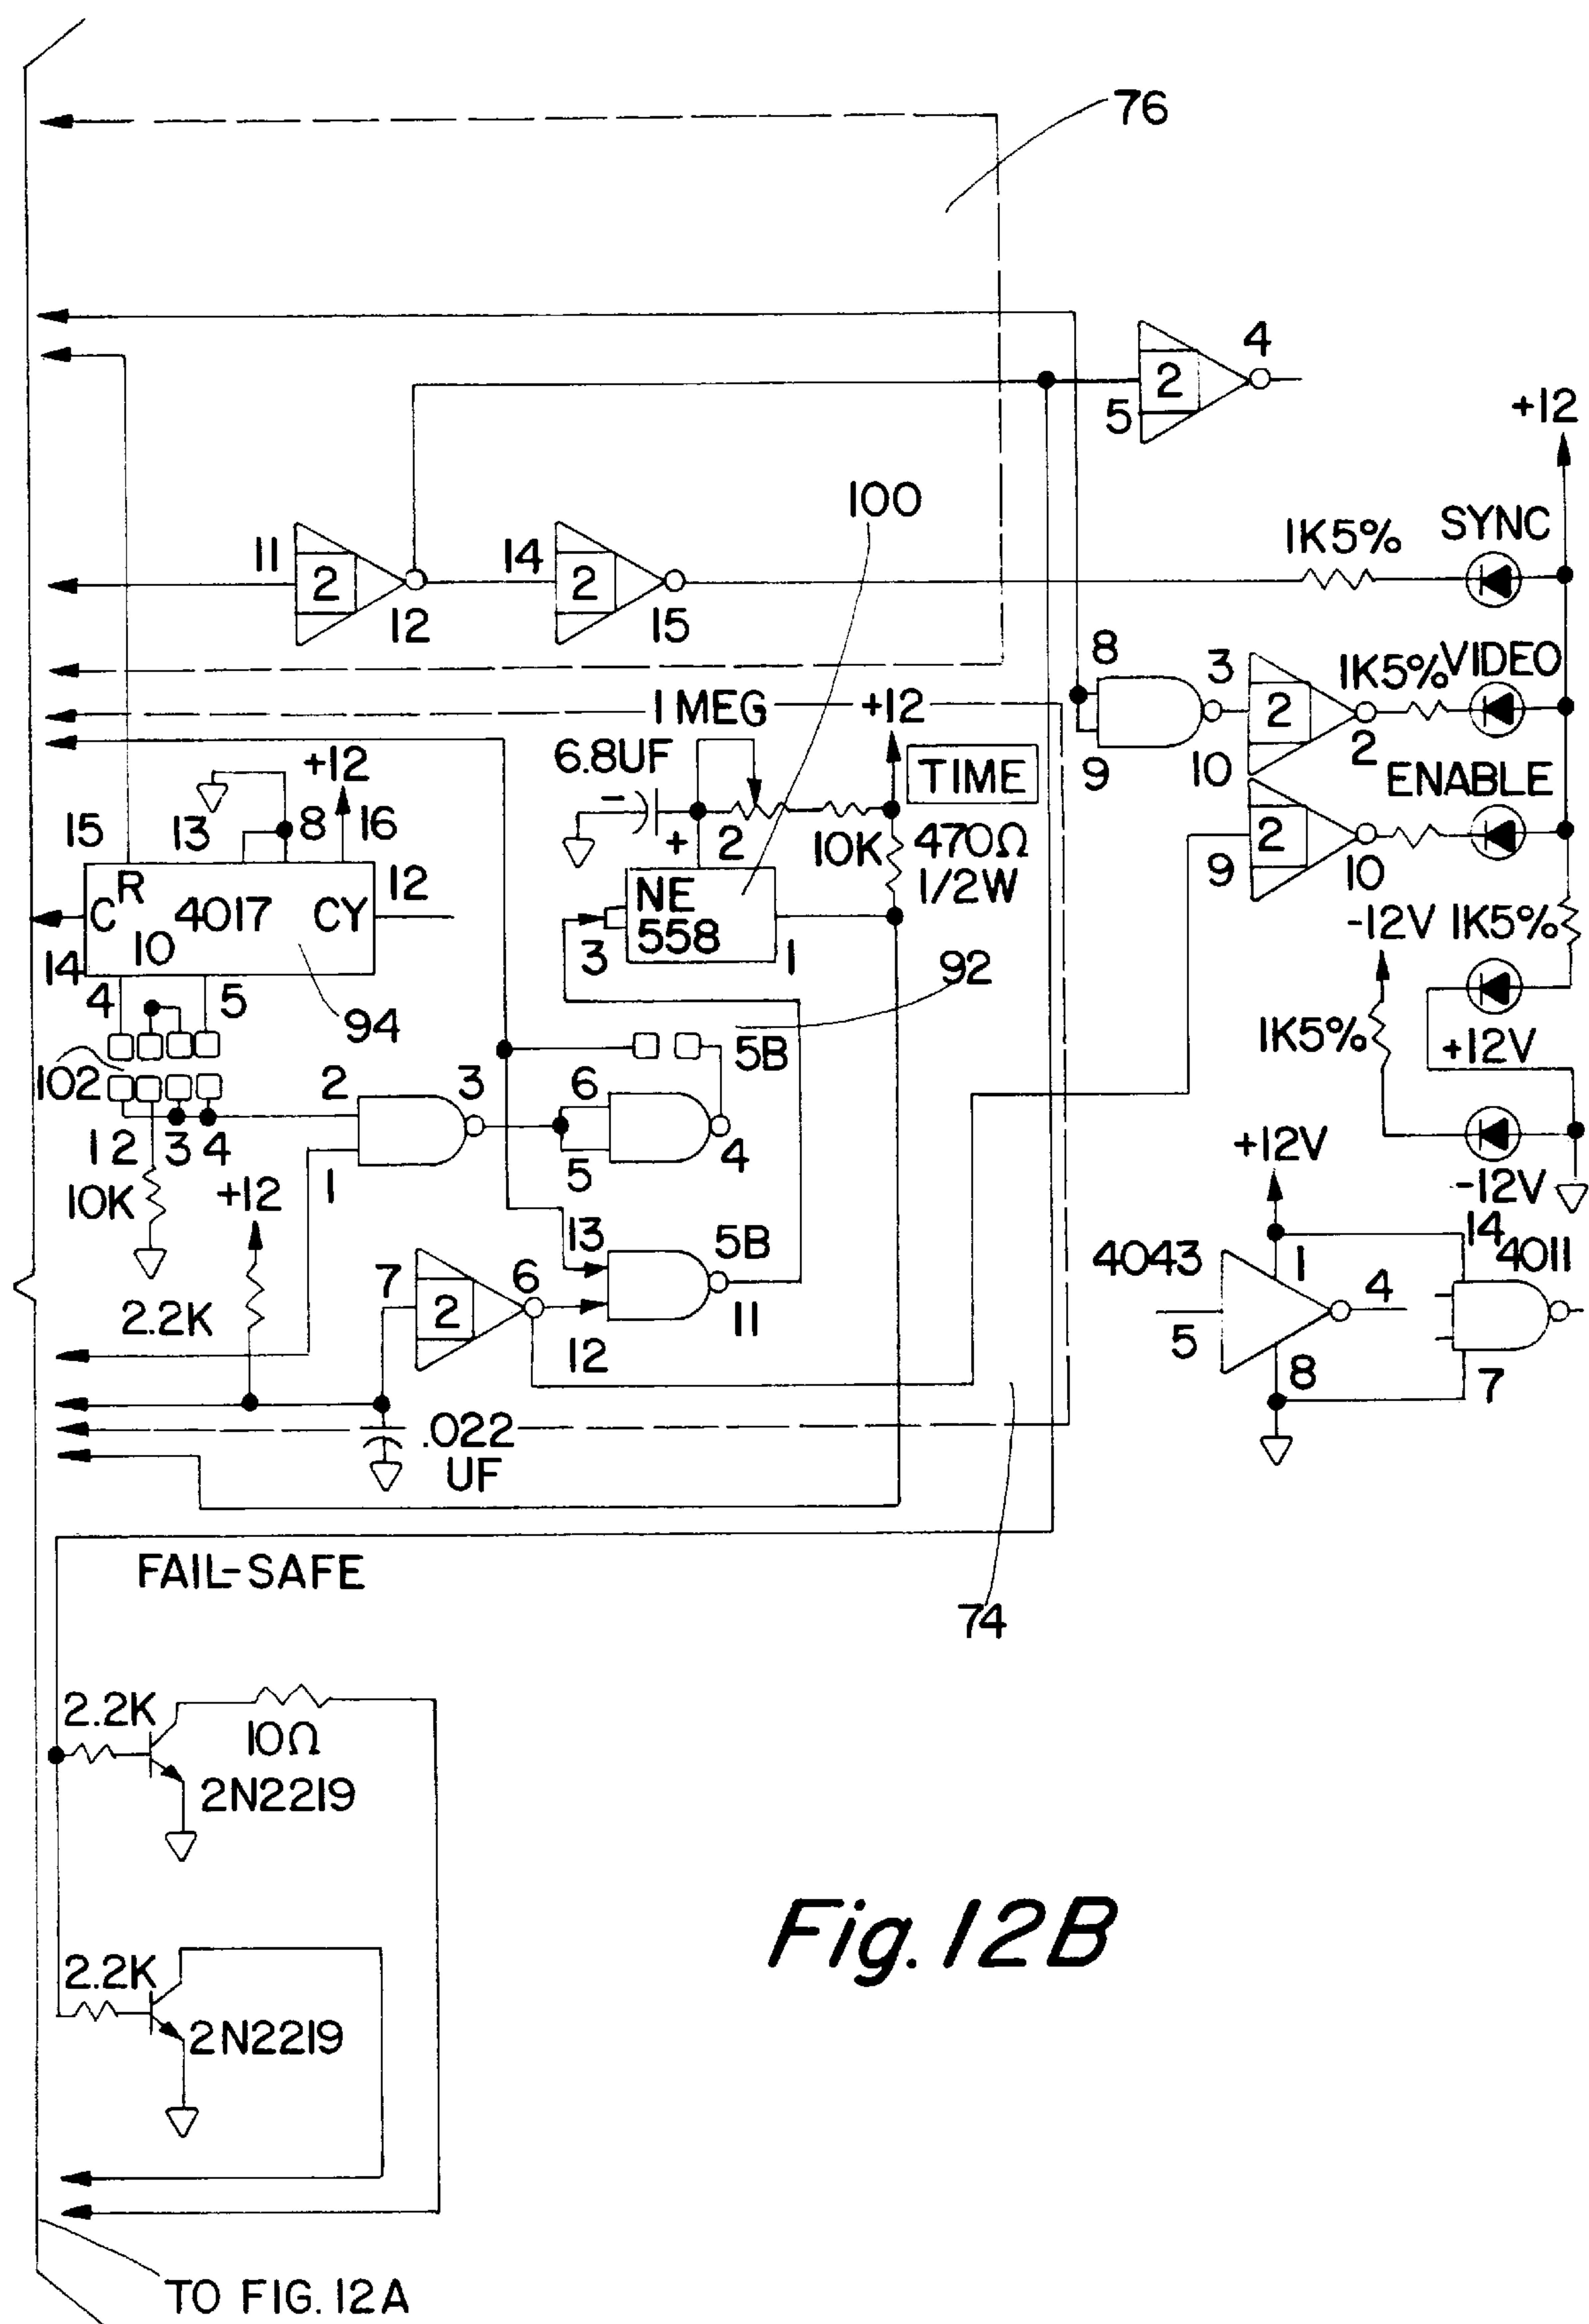 76
4
2
5
+12
100
11
2
12
14
2
15
1K5%
SYNC
8
9
3
10
2
2
1K5%
VIDEO
1 MEG
+12
6.8UF
-
+
2
10K
TIME
470Ω
1/2W
ENABLE
2
9
10
+12
15
13
8
16
R
C
4017
CY
12
10
14
4
5
94
NE
558
3
1
92
-12V
1K5%
1K5%
+12V
102
1
2
3
4
10K
2
1
3
6
5
4
5B
+12
2.2K
7
2
6
13
12
5B
11
-12V
+12V
4043
1
4
5
8
14
4011
7
.022
UF
74
FAIL-SAFE
2.2K
10Ω
2N2219
2.2K
2N2219
Fig. 12B
TO FIG. 12A